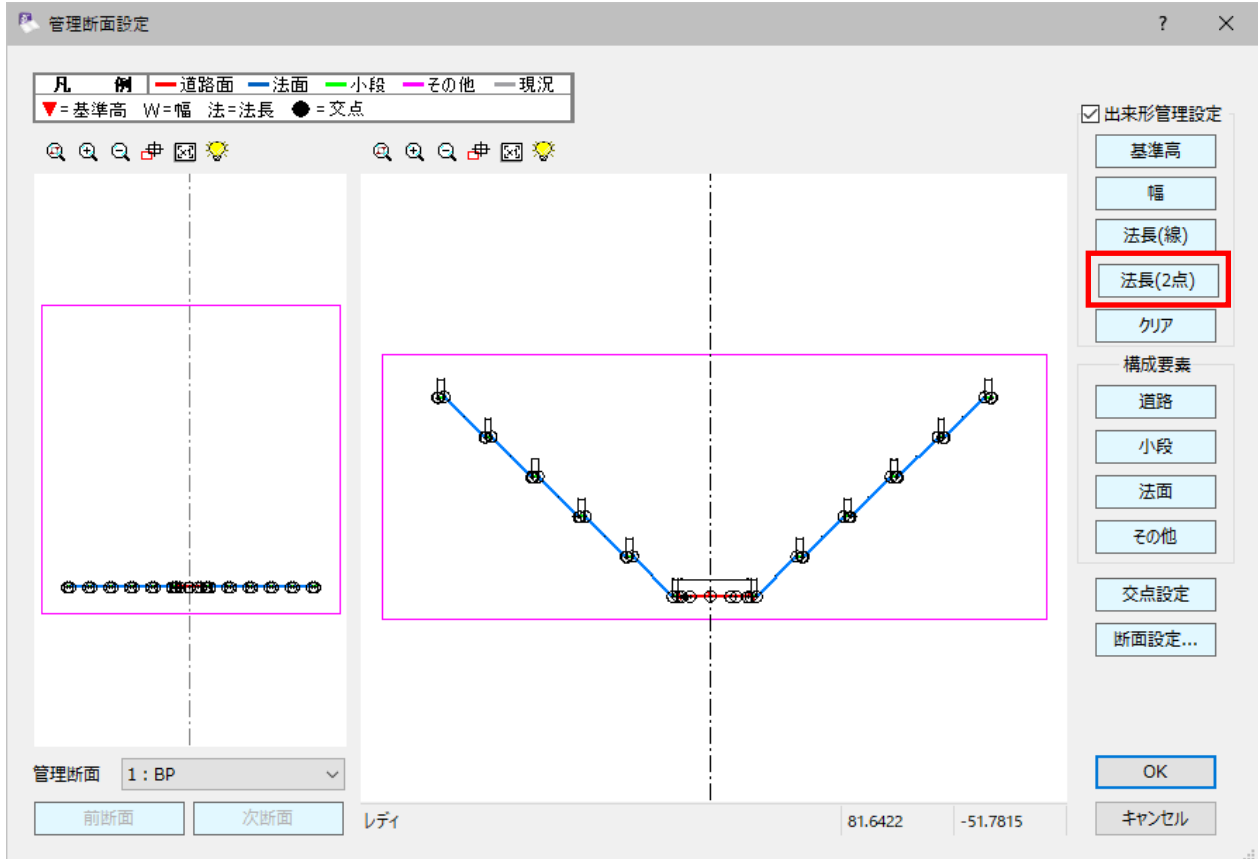 管理断面設定
?
凡 例 道路面 法面 小段 その他 現況
▼=基準高 W=幅 法=法長 ●=交点
出来形管理設定
基準高
幅
法長(線)
法長(2点)
クリア
構成要素
道路
小段
法面
その他
交点設定
断面設定...
管理断面 1：BP
前断面 次断面
レディ 81.6422 -51.7815
OK
キャンセル